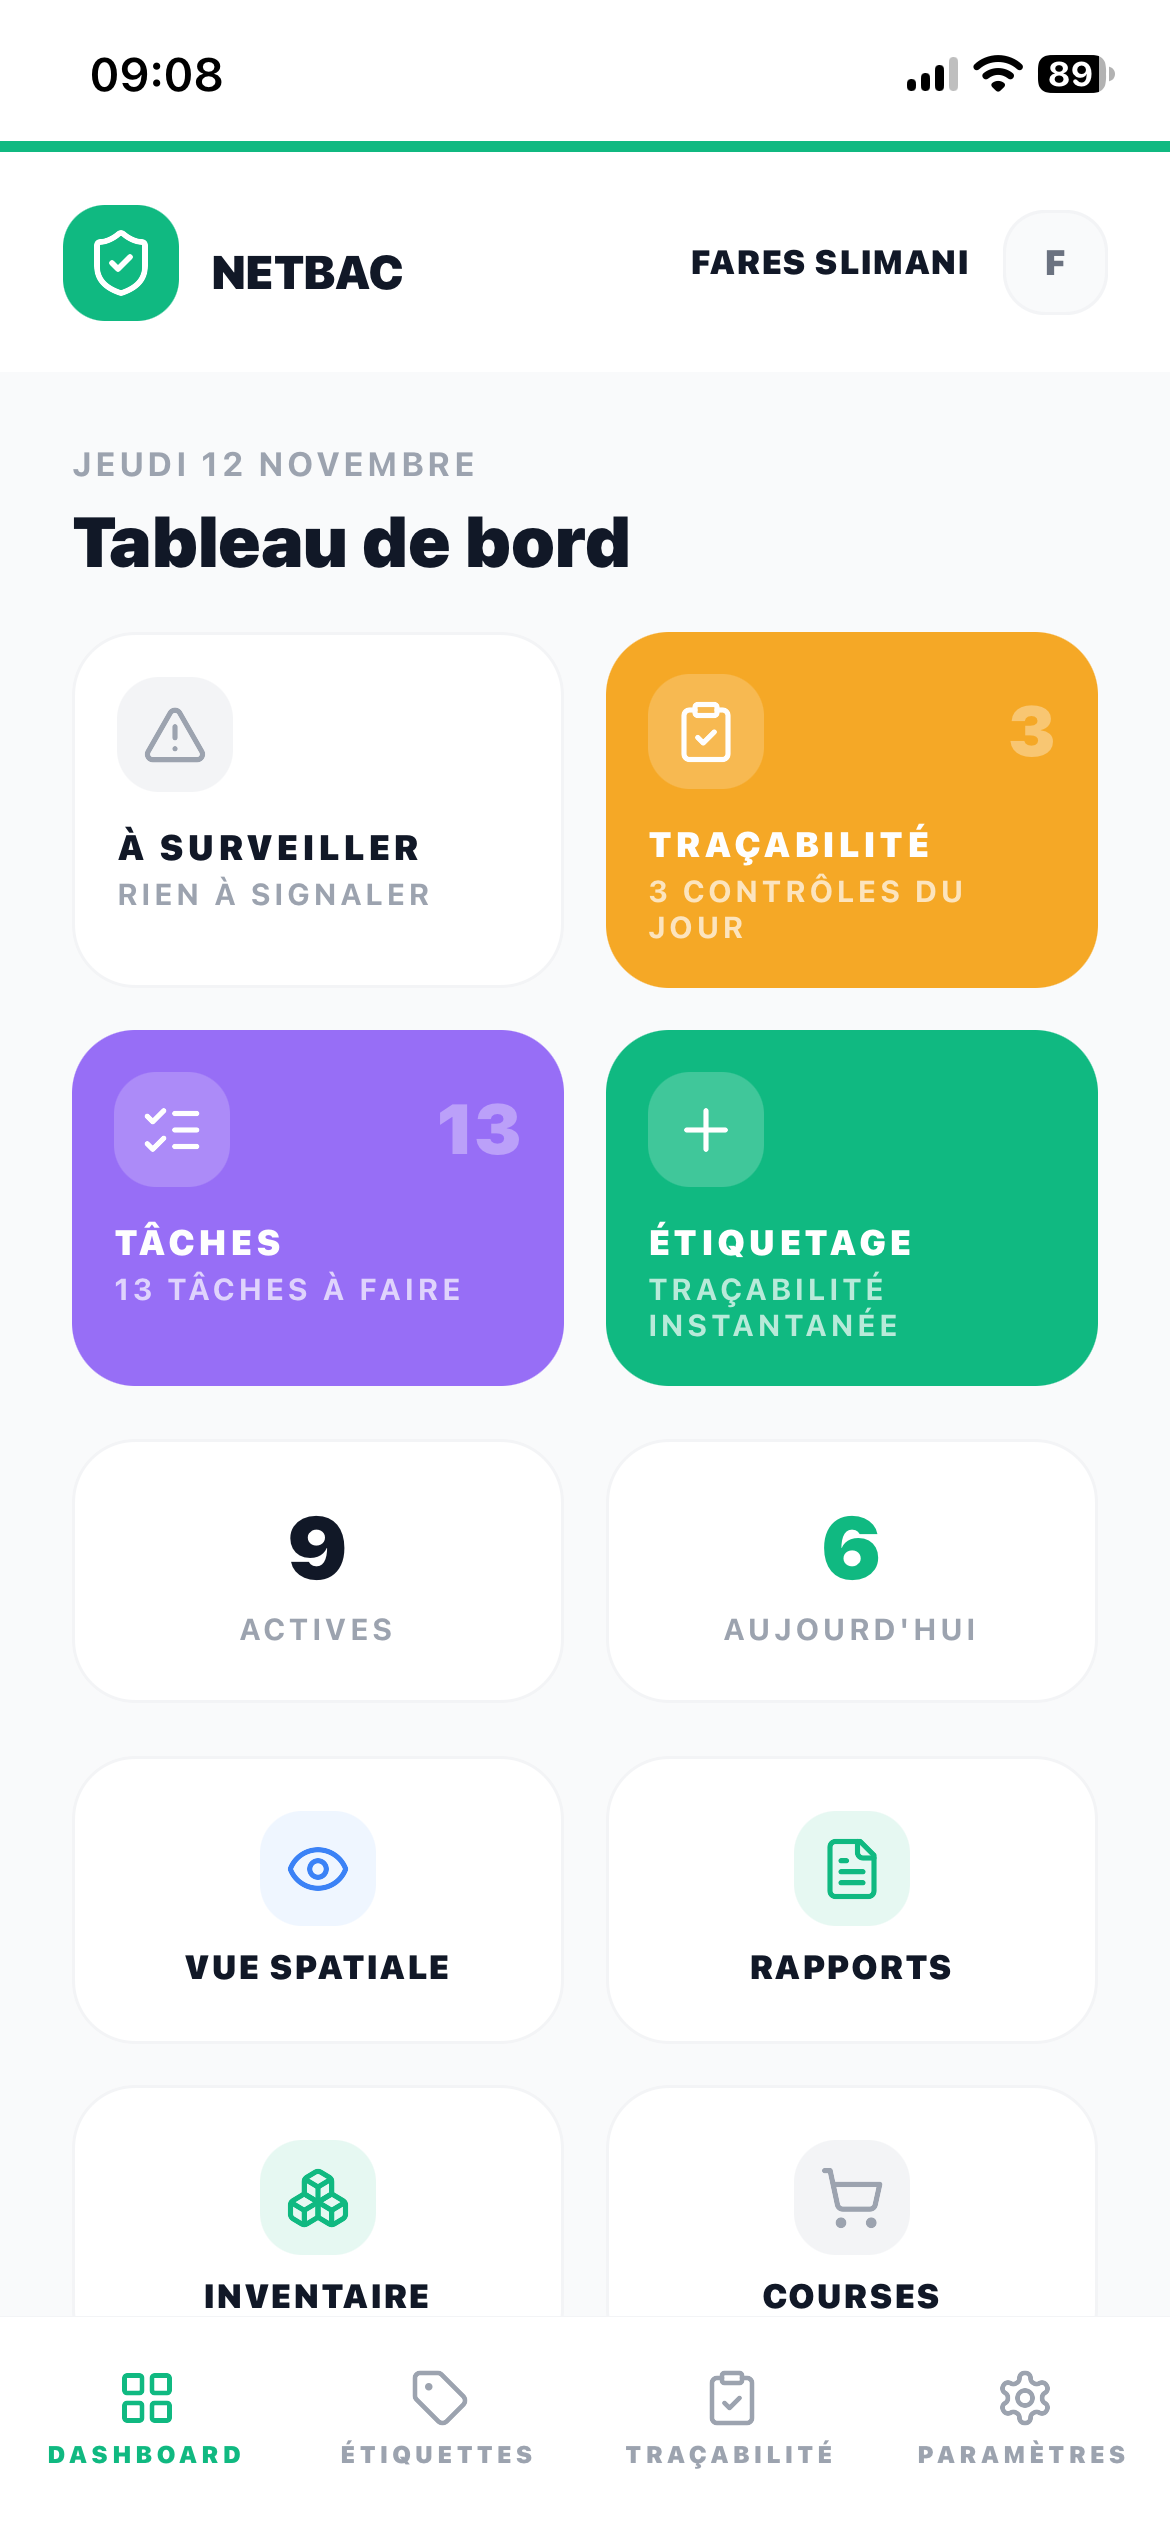 09:08
89
NETBAC
FARES SLIMANI
F
JEUDI 12 NOVEMBRE
Tableau de bord
À SURVEILLER
RIEN À SIGNALER
3
TRAÇABILITÉ
3 CONTRÔLES DU
JOUR
13
TÂCHES
13 TÂCHES À FAIRE
ÉTIQUETAGE
TRAÇABILITÉ
INSTANTANÉE
9
ACTIVES
6
AUJOURD'HUI
VUE SPATIALE
RAPPORTS
INVENTAIRE
COURSES
DASHBOARD
ÉTIQUETTES
TRAÇABILITÉ
PARAMÈTRES